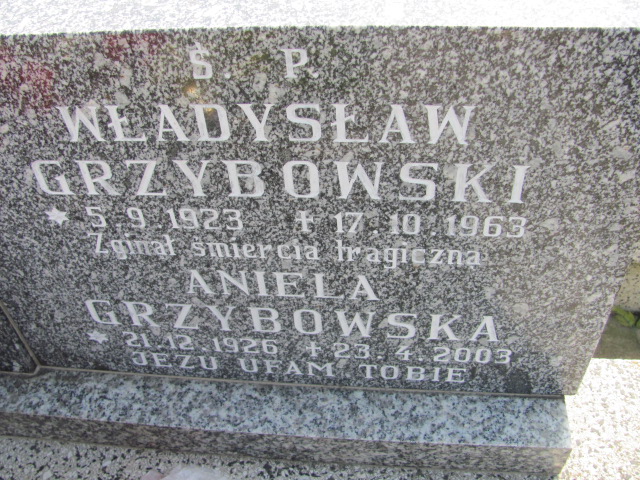 Ś. P.
WŁADYSŁAW
GRZYBOWSKI
* 5.9.1923 ✝ 17.10.1963
Zginął śmiercią tragiczną
ANIELA
GRZYBOWSKA
* 21.12.1926 ✝ 23.4.2003
JEZU UFAM TOBIE